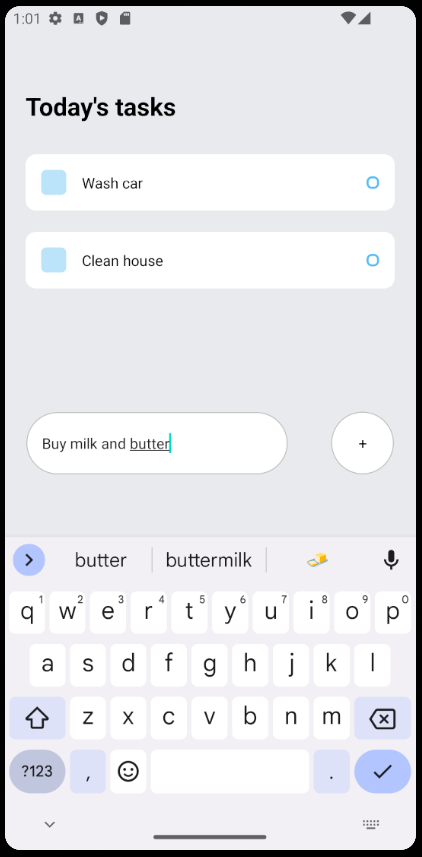 1:01
Today's tasks
Wash car
Clean house
Buy milk and butter
+
butter buttermilk
q1 w2 e3 r4 t5 y6 u7 i8 o9 p0
a s d f g h j k l
z x c v b n m
?123 , .